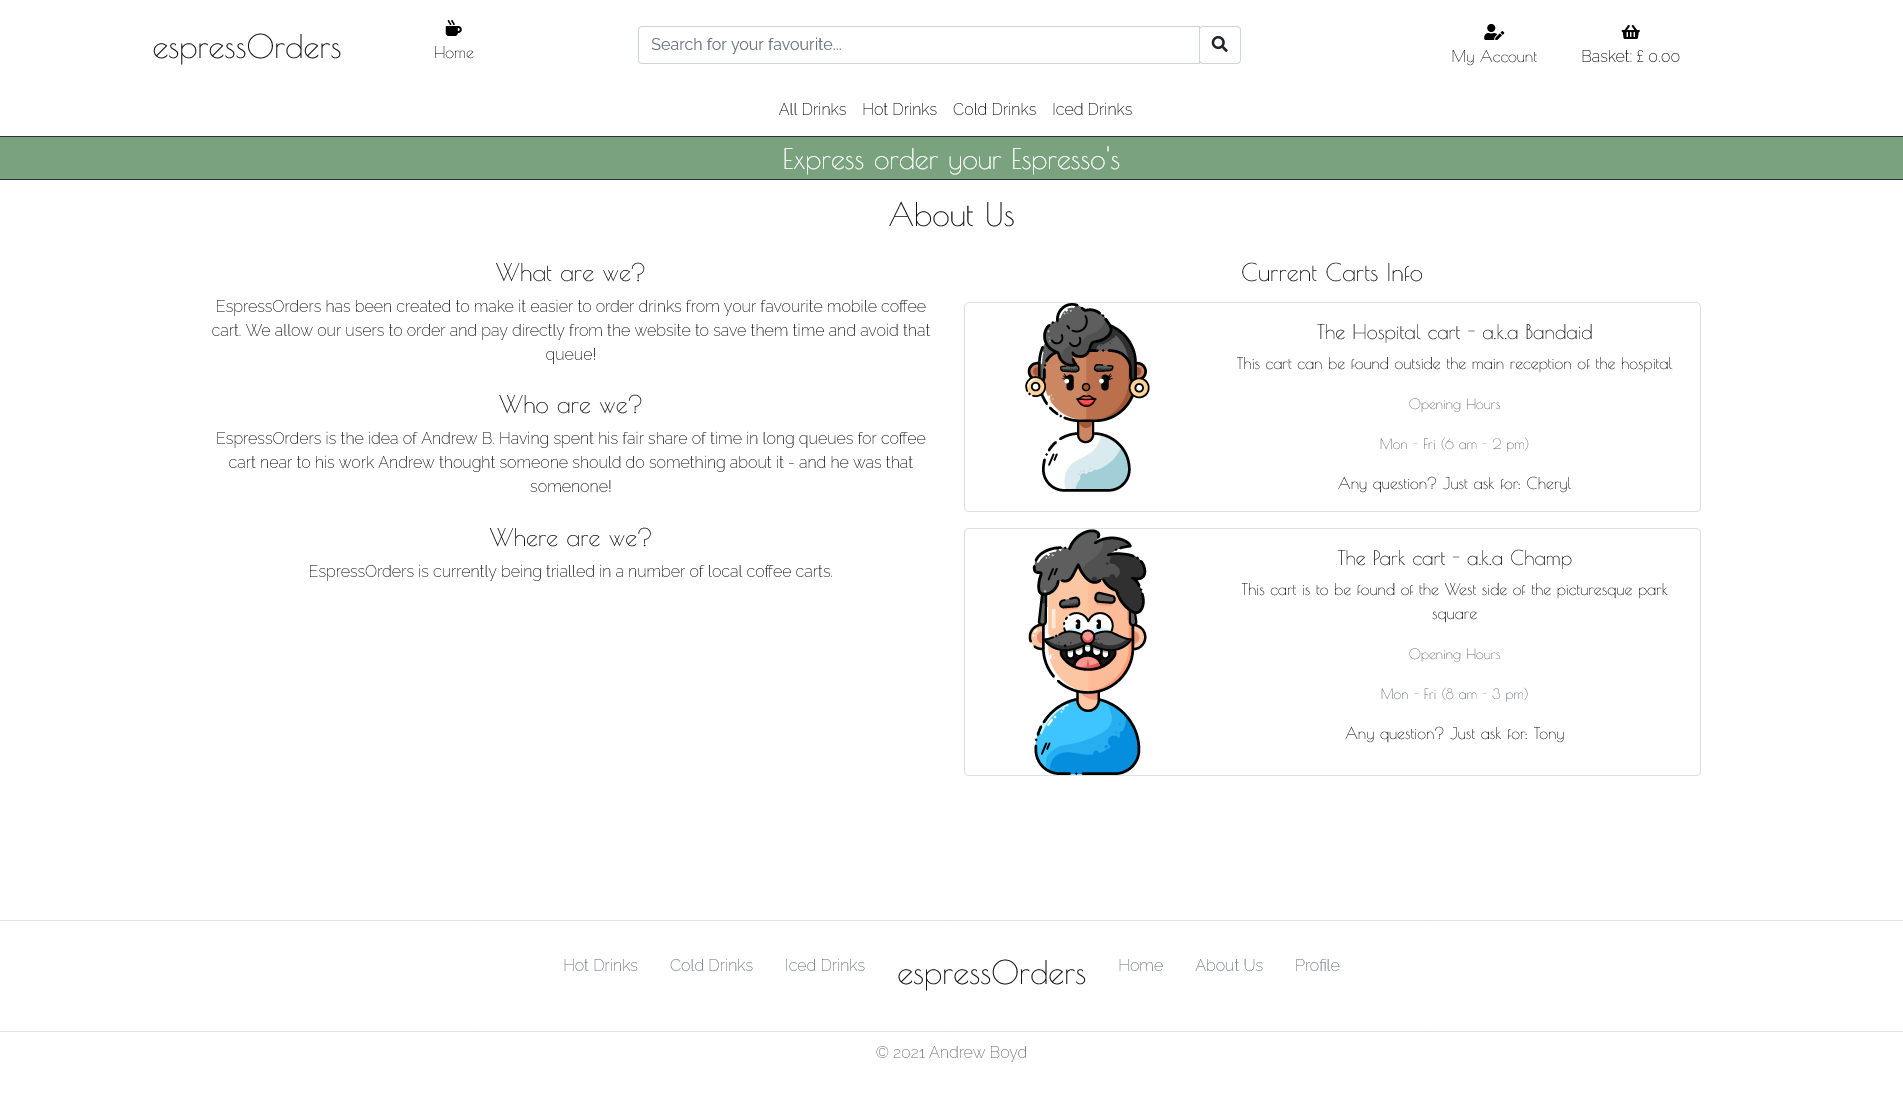 espressOrders
Home
Search for your favourite...
My Account
Basket: £ 0.00
All Drinks
Hot Drinks
Cold Drinks
Iced Drinks
Express order your Espresso's
About Us
What are we?
EspressOrders has been created to make it easier to order drinks from your favourite mobile coffee
cart. We allow our users to order and pay directly from the website to save them time and avoid that
queue!
Who are we?
EspressOrders is the idea of Andrew B. Having spent his fair share of time in long queues for coffee
cart near to his work Andrew thought someone should do something about it - and he was that
somenone!
Where are we?
EspressOrders is currently being trialled in a number of local coffee carts.
Current Carts Info
The Hospital cart - a.k.a Bandaid
This cart can be found outside the main reception of the hospital
Opening Hours
Mon - Fri (6 am - 2 pm)
Any question? Just ask for: Cheryl
The Park cart - a.k.a Champ
This cart is to be found of the West side of the picturesque park
square
Opening Hours
Mon - Fri (8 am - 3 pm)
Any question? Just ask for: Tony
Hot Drinks
Cold Drinks
Iced Drinks
espressOrders
Home
About Us
Profile
© 2021 Andrew Boyd